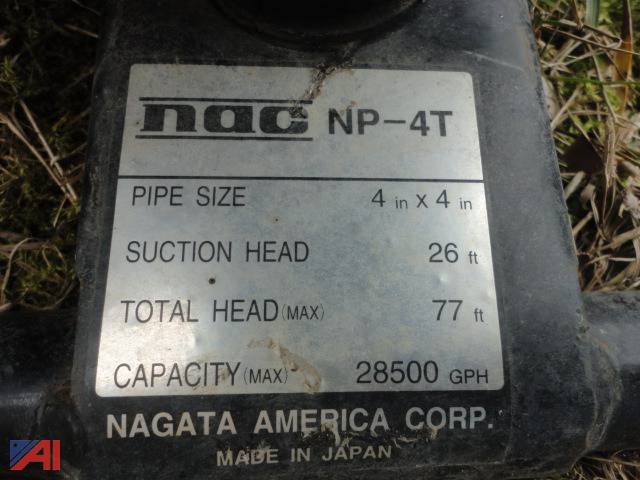 nac NP-4T
PIPE SIZE 4 in X 4 in
SUCTION HEAD 26 ft
TOTAL HEAD (MAX) 77 ft
CAPACITY (MAX) 28500 GPH
NAGATA AMERICA CORP.
MADE IN JAPAN
AI